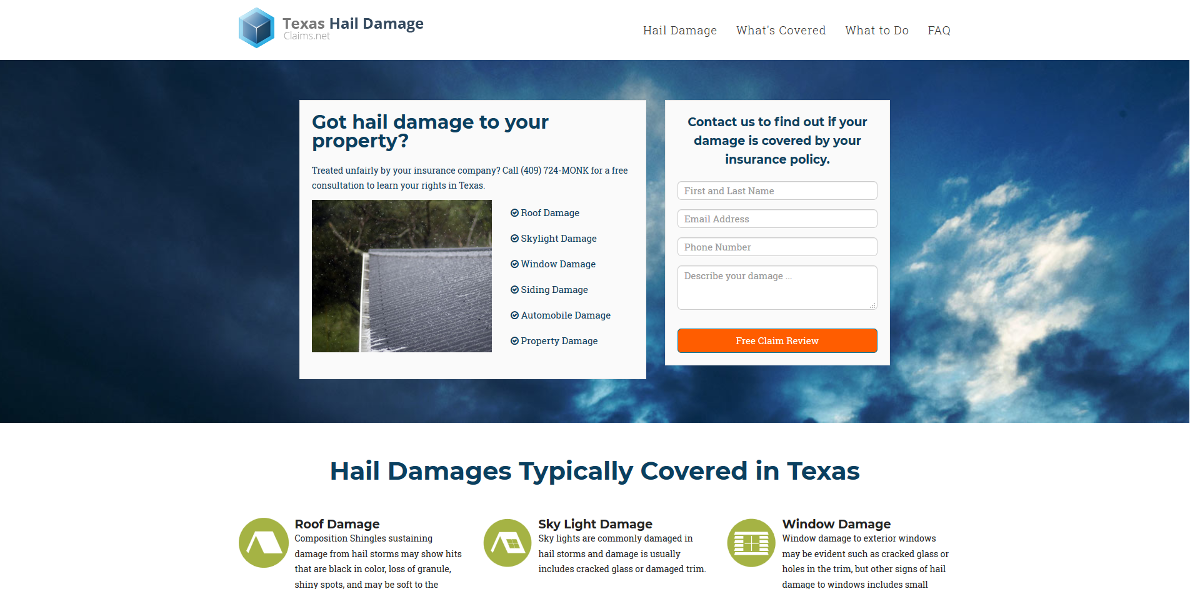 Texas Hail Damage
Claims.net
Hail Damage What's Covered What to Do FAQ
Got hail damage to your
property?
Treated unfairly by your insurance company? Call (409) 724-MONK for a free
consultation to learn your rights in Texas.
Roof Damage
Skylight Damage
Window Damage
Siding Damage
Automobile Damage
Property Damage
Contact us to find out if your
damage is covered by your
insurance policy.
First and Last Name
Email Address
Phone Number
Describe your damage ...
Free Claim Review
Hail Damages Typically Covered in Texas
Roof Damage
Composition Shingles sustaining
damage from hail storms may show hits
that are black in color, loss of granule,
shiny spots, and may be soft to the
Sky Light Damage
Sky lights are commonly damaged in
hail storms and damage is usually
includes cracked glass or damaged trim.
Window Damage
Window damage to exterior windows
may be evident such as cracked glass or
holes in the trim, but other signs of hail
damage to windows includes small